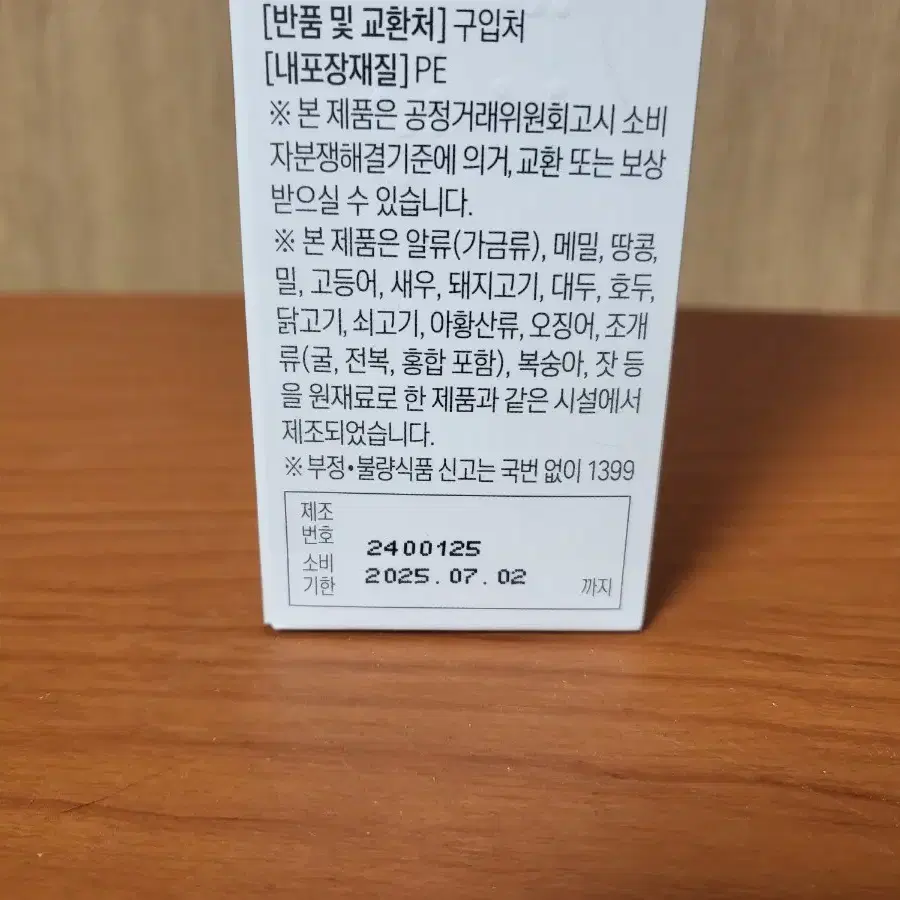 [반품 및 교환처] 구입처
[내포장재질] PE
※ 본 제품은 공정거래위원회고시 소비
자분쟁해결기준에 의거, 교환 또는 보상
받으실 수 있습니다.
※ 본 제품은 알류(가금류), 메밀, 땅콩,
밀, 고등어, 새우, 돼지고기, 대두, 호두,
닭고기, 쇠고기, 아황산류, 오징어, 조개
류(굴, 전복, 홍합 포함), 복숭아, 잣 등
을 원재료로 한 제품과 같은 시설에서
제조되었습니다.
※ 부정•불량식품 신고는 국번 없이 1399
제조
번호 2400125
소비
기한 2025.07.02 까지